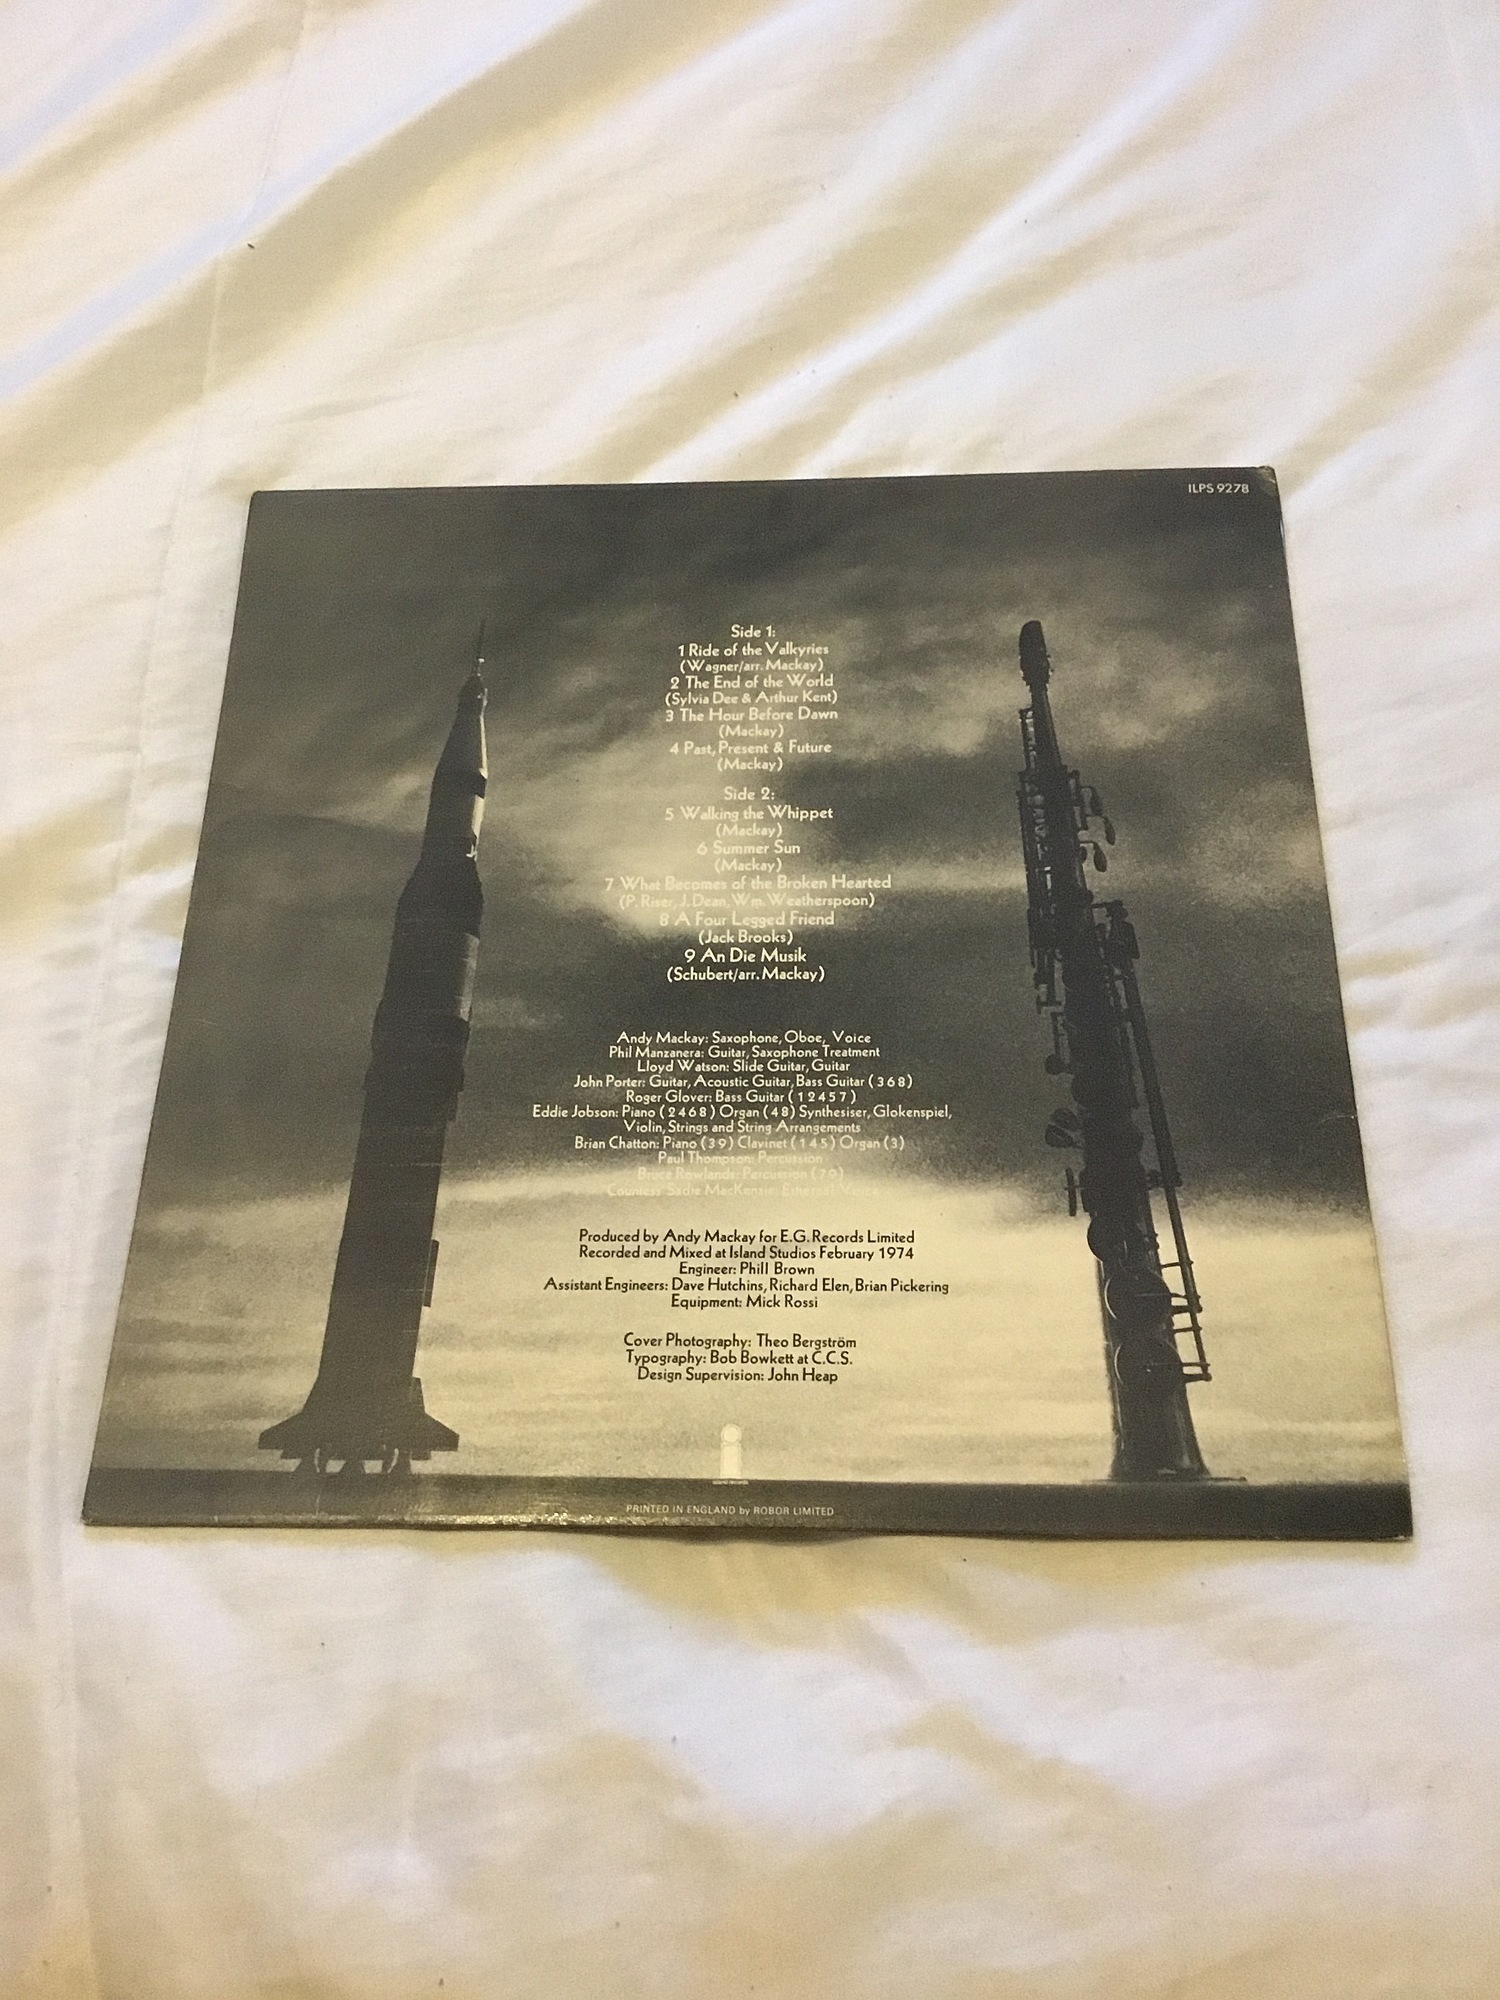 ILPS 9278
Side 1:
1 Ride of the Valkyries
(Wagner/arr. Mackay)
2 The End of the World
(Sylvia Dee & Arthur Kent)
3 The Hour Before Dawn
(Mackay)
4 Past, Present & Future
(Mackay)
Side 2:
5 Walking the Whippet
(Mackay)
6 Summer Sun
(Mackay)
7 What Becomes of the Broken Hearted
(P. Riser, J. Dean, Wm. Weatherspoon)
8 A Four Legged Friend
(Jack Brooks)
9 An Die Musik
(Schubert/arr. Mackay)
Andy Mackay: Saxophone, Oboe, Voice
Phil Manzanera: Guitar, Saxophone Treatment
Lloyd Watson: Slide Guitar, Guitar
John Porter: Guitar, Acoustic Guitar, Bass Guitar (3 6 8)
Roger Glover: Bass Guitar (1 2 4 5 7)
Eddie Jobson: Piano (2 4 6 8) Organ (4 8) Synthesiser, Glokenspiel,
Violin, Strings and String Arrangements
Brian Chatton: Piano (3 9) Clavinet (1 4 5) Organ (3)
Paul Thompson: Percussion
Bruce Rowlands: Percussion (7 9)
Countess Sadie MacKenzie: Ethereal Voice
Produced by Andy Mackay for E.G. Records Limited
Recorded and Mixed at Island Studios February 1974
Engineer: Phill Brown
Assistant Engineers: Dave Hutchins, Richard Elen, Brian Pickering
Equipment: Mick Rossi
Cover Photography: Theo Bergström
Typography: Bob Bowkett at C.C.S.
Design Supervision: John Heap
island records
PRINTED IN ENGLAND by ROBOR LIMITED